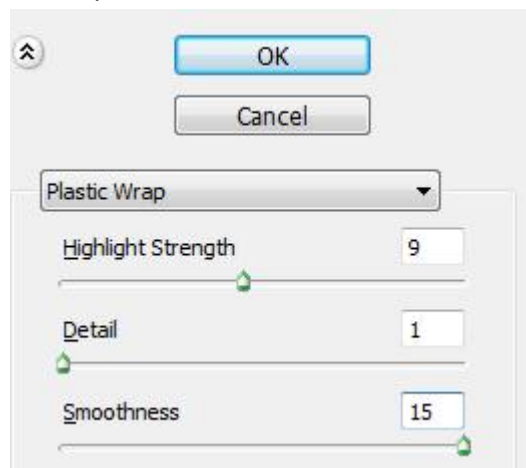 OK
Cancel
Plastic Wrap
Highlight Strength 9
Detail 1
Smoothness 15